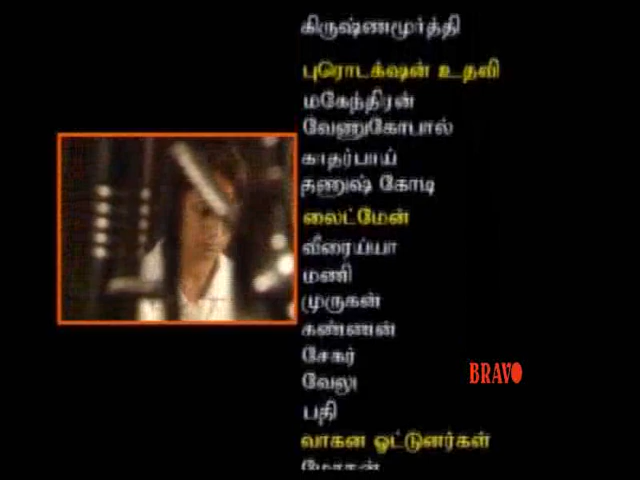 கிருஷ்ணமூர்த்தி
புரொடக்ஷன் உதவி
மகேந்திரன்
வேணுகோபால்
காதர்பாய்
தனுஷ் கோடி
லைட்மேன்
வீரைய்யா
மணி
முருகன்
கண்ணன்
சேகர்
வேலு
BRAVO
பதி
வாகன ஓட்டுனர்கள்
மோகன்